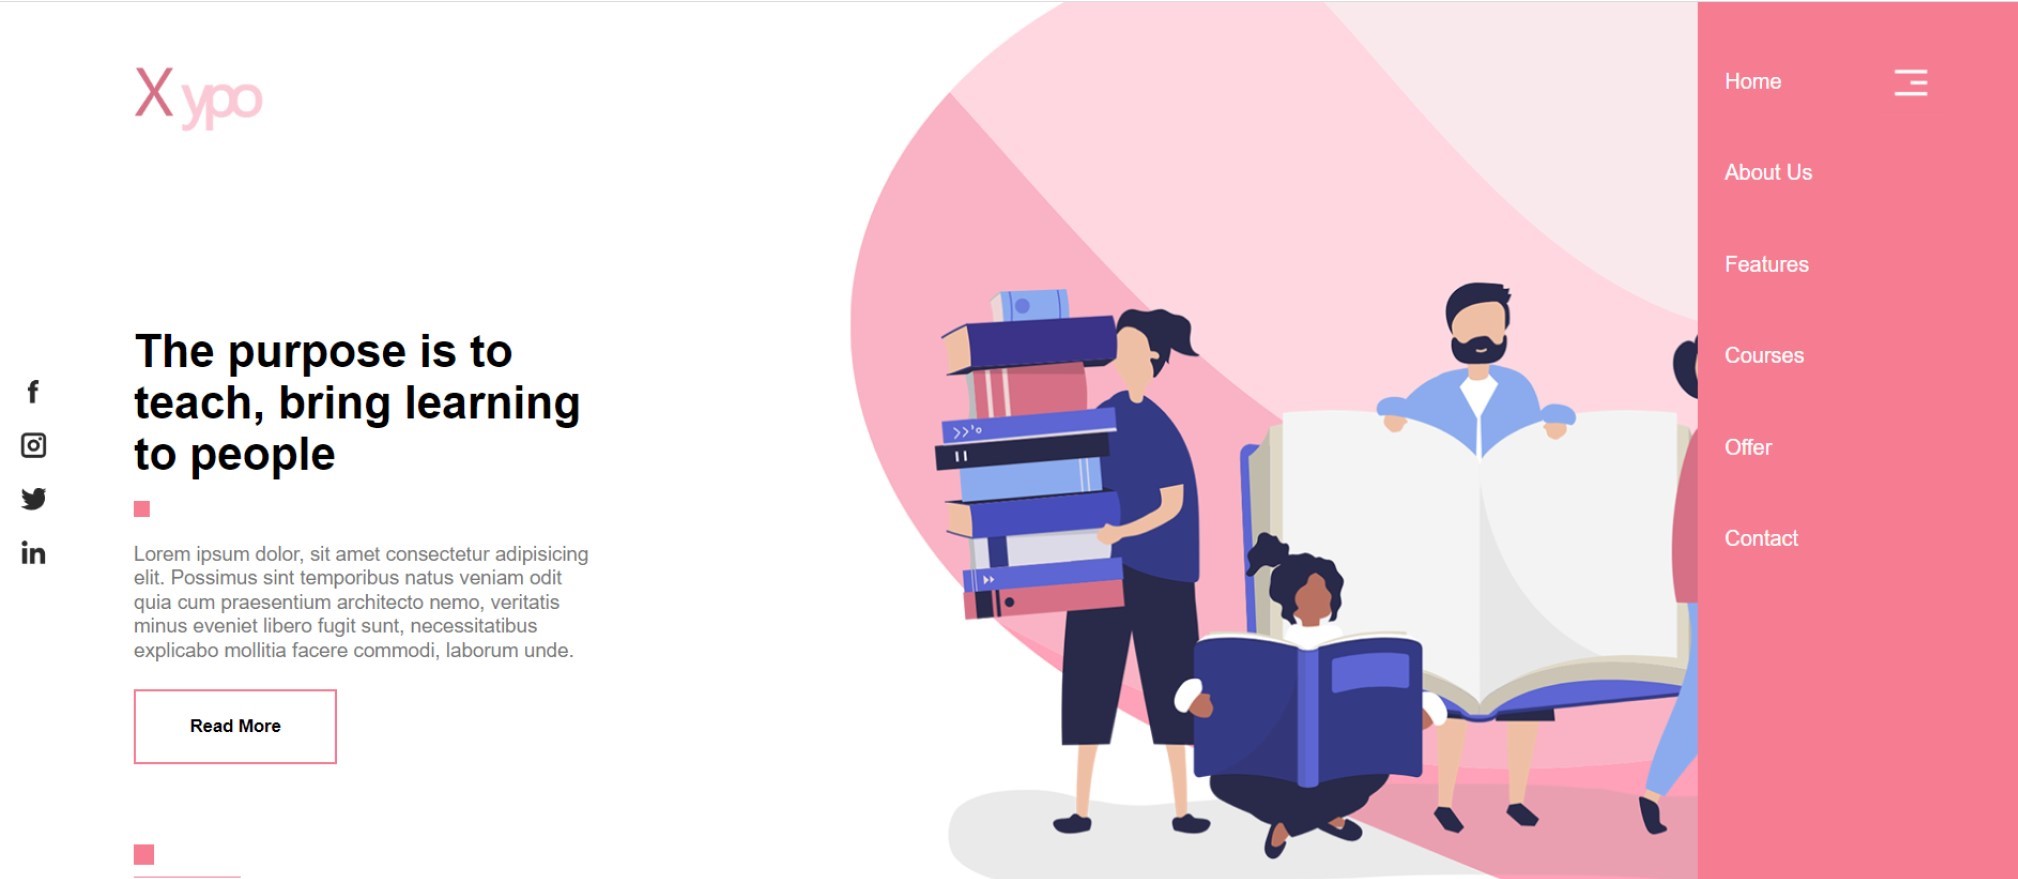 X ypo
Home
About Us
Features
Courses
Offer
Contact
The purpose is to
teach, bring learning
to people
f
in
Lorem ipsum dolor, sit amet consectetur adipisicing
elit. Possimus sint temporibus natus veniam odit
quia cum praesentium architecto nemo, veritatis
minus eveniet libero fugit sunt, necessitatibus
explicabo mollitia facere commodi, laborum unde.
Read More